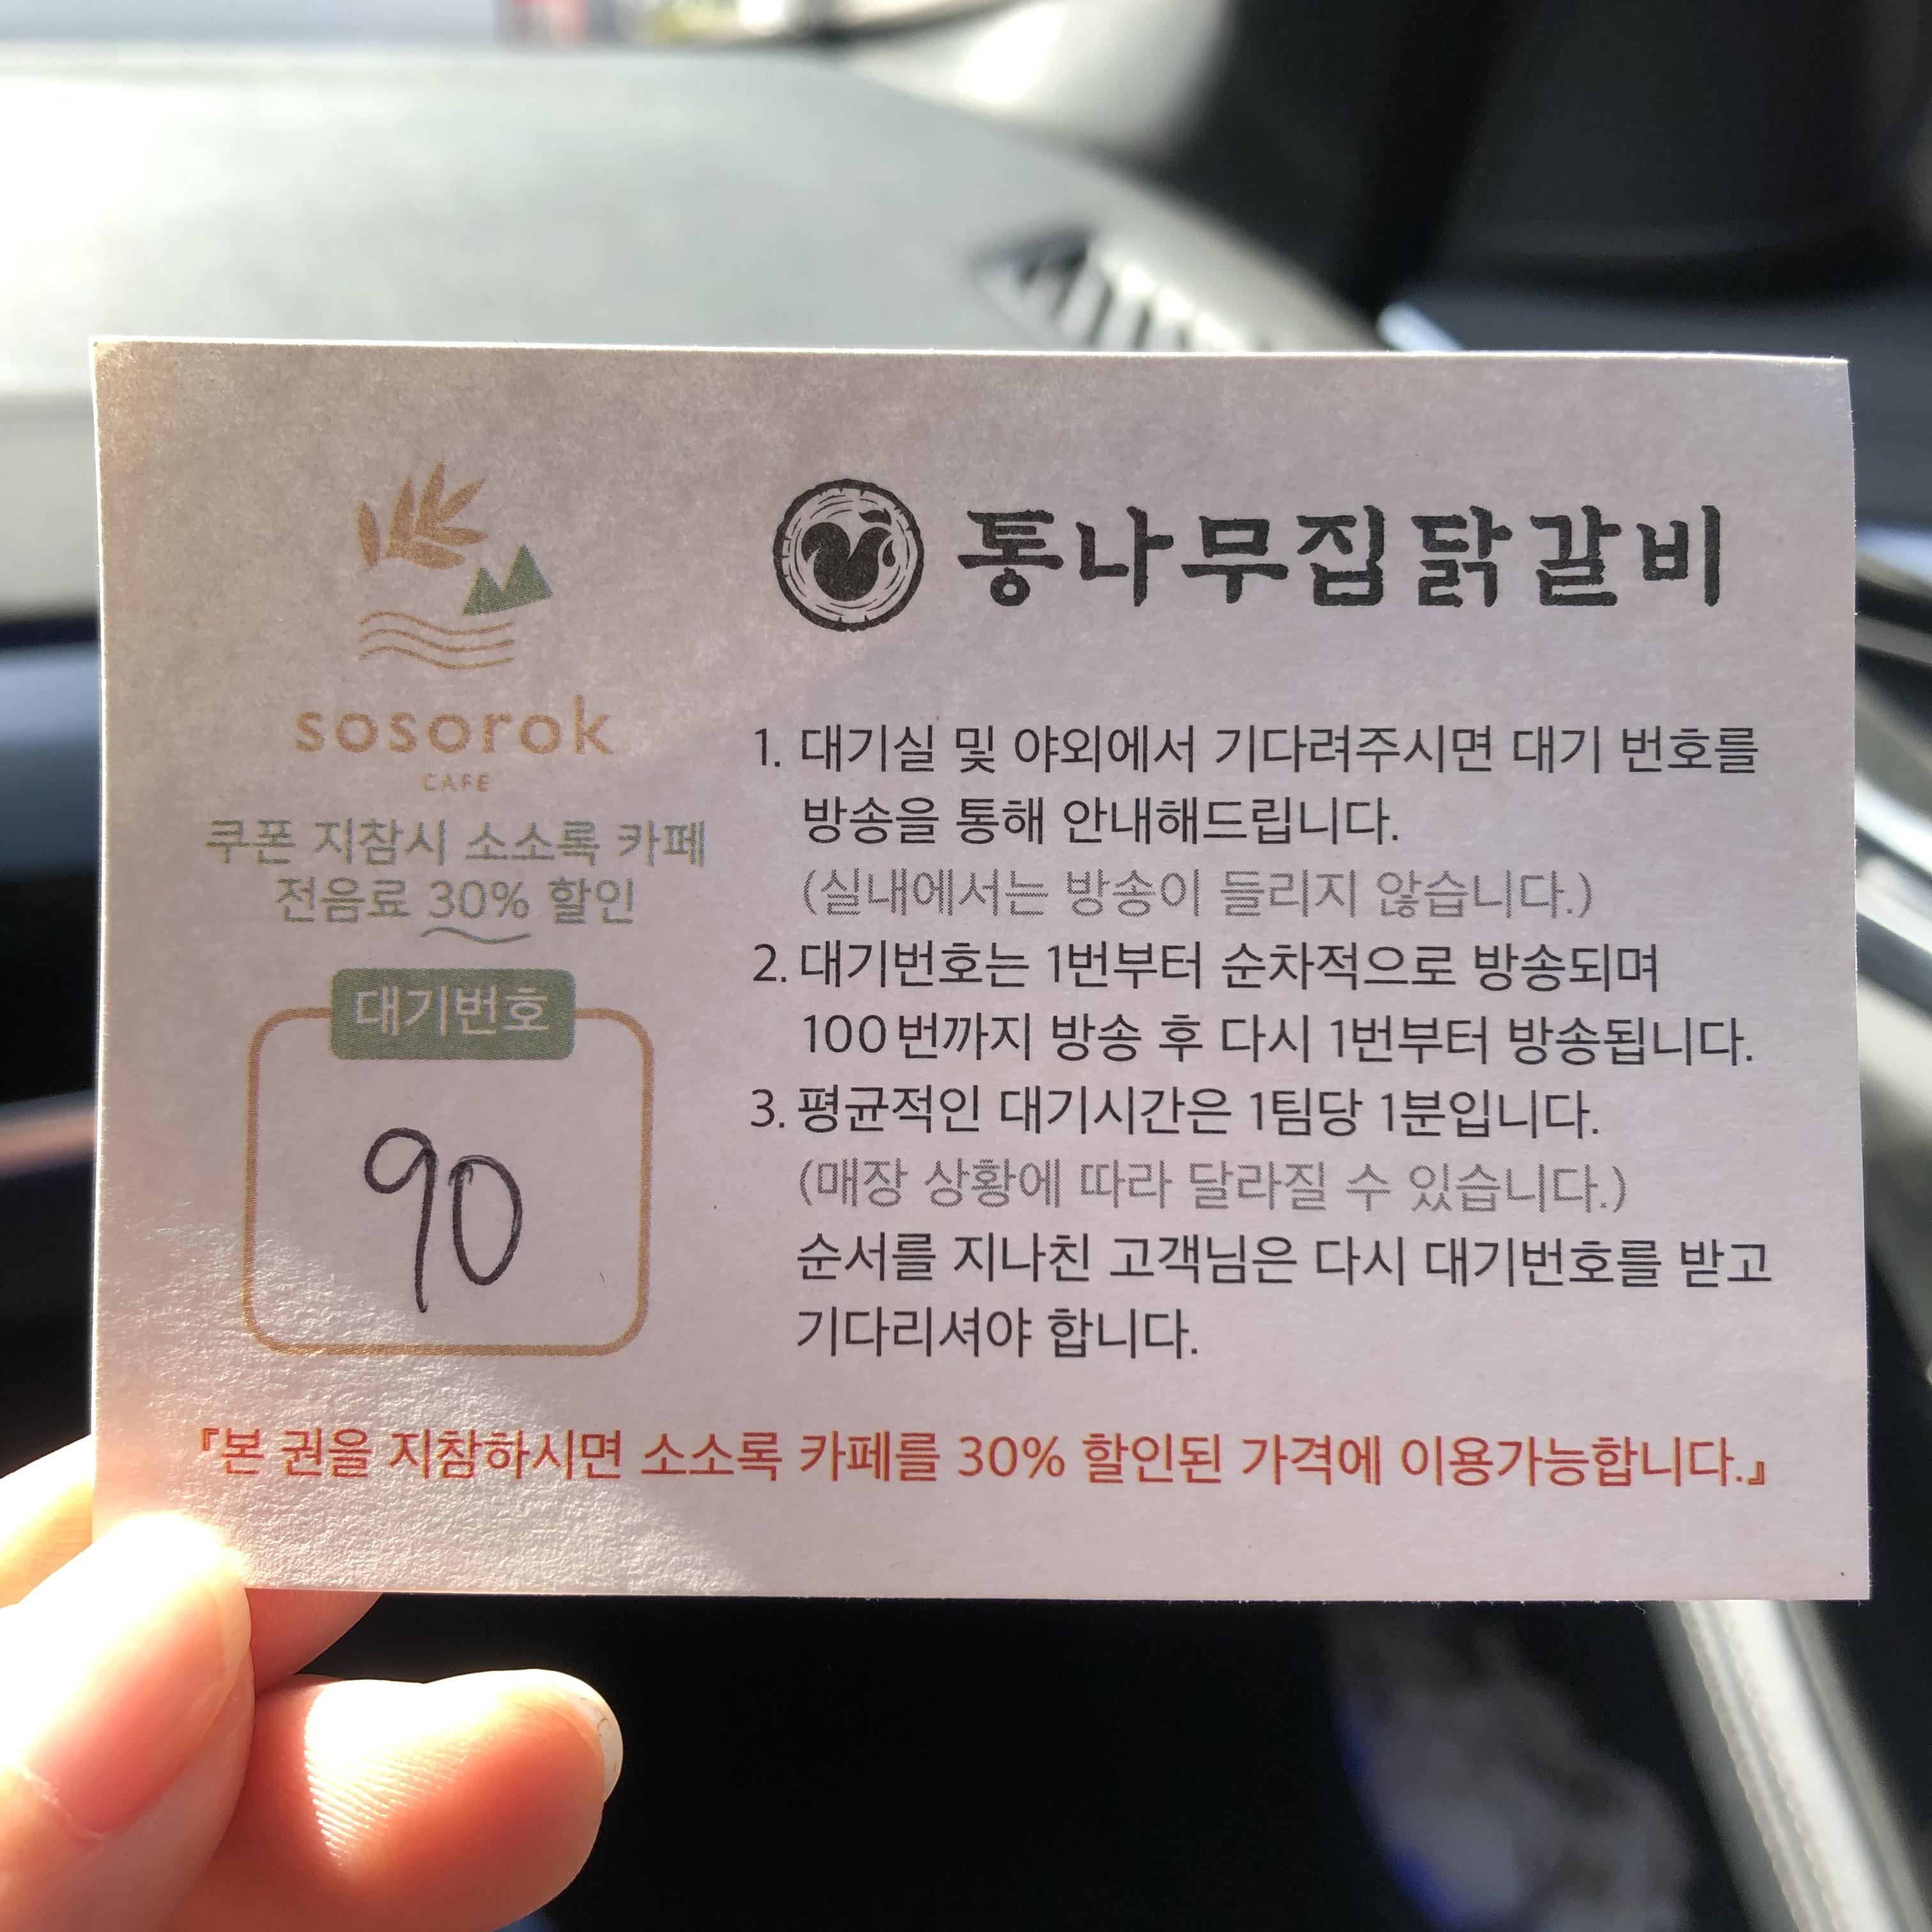 sosorok
CAFE
쿠폰 지참시 소소록 카페
전음료 30% 할인
대기번호
90
통나무집닭갈비
1. 대기실 및 야외에서 기다려주시면 대기 번호를
방송을 통해 안내해드립니다.
(실내에서는 방송이 들리지 않습니다.)
2. 대기번호는 1번부터 순차적으로 방송되며
100번까지 방송 후 다시 1번부터 방송됩니다.
3. 평균적인 대기시간은 1팀당 1분입니다.
(매장 상황에 따라 달라질 수 있습니다.)
순서를 지나친 고객님은 다시 대기번호를 받고
기다리셔야 합니다.
『본 권을 지참하시면 소소록 카페를 30% 할인된 가격에 이용가능합니다.』